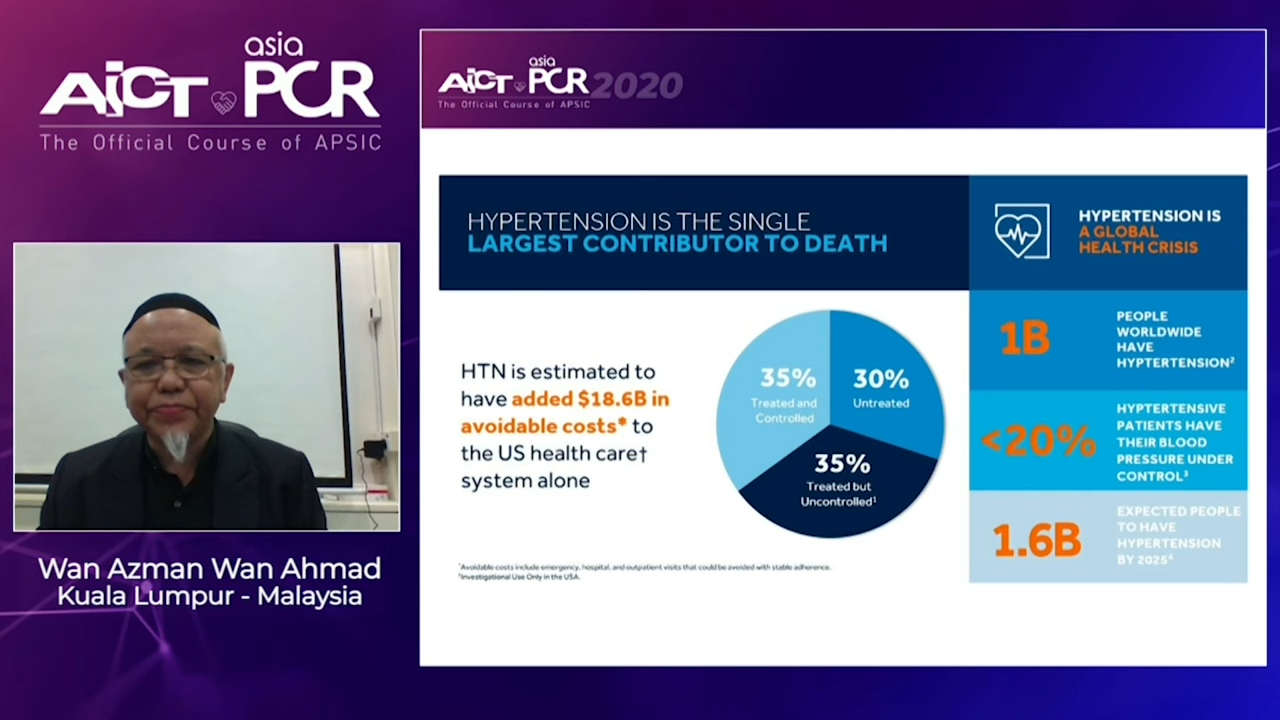 asia
AICT PCR
The Official Course of APSIC
Wan Azman Wan Ahmad
Kuala Lumpur - Malaysia
asia
AICT PCR 2020
The Official Course of APSIC
HYPERTENSION IS THE SINGLE
LARGEST CONTRIBUTOR TO DEATH
HTN is estimated to
have added $18.6B in
avoidable costs* to
the US health care†
system alone
35%
Treated and
Controlled
30%
Untreated
35%
Treated but
Uncontrolled¹
*Avoidable costs include emergency, hospital, and outpatient visits that could be avoided with stable adherence.
†Investigational Use Only in the USA.
HYPERTENSION IS
A GLOBAL
HEALTH CRISIS
1B
PEOPLE
WORLDWIDE
HAVE
HYPTERTENSION²
<20%
HYPTERTENSIVE
PATIENTS HAVE
THEIR BLOOD
PRESSURE UNDER
CONTROL³
1.6B
EXPECTED PEOPLE
TO HAVE
HYPERTENSION
BY 2025⁴